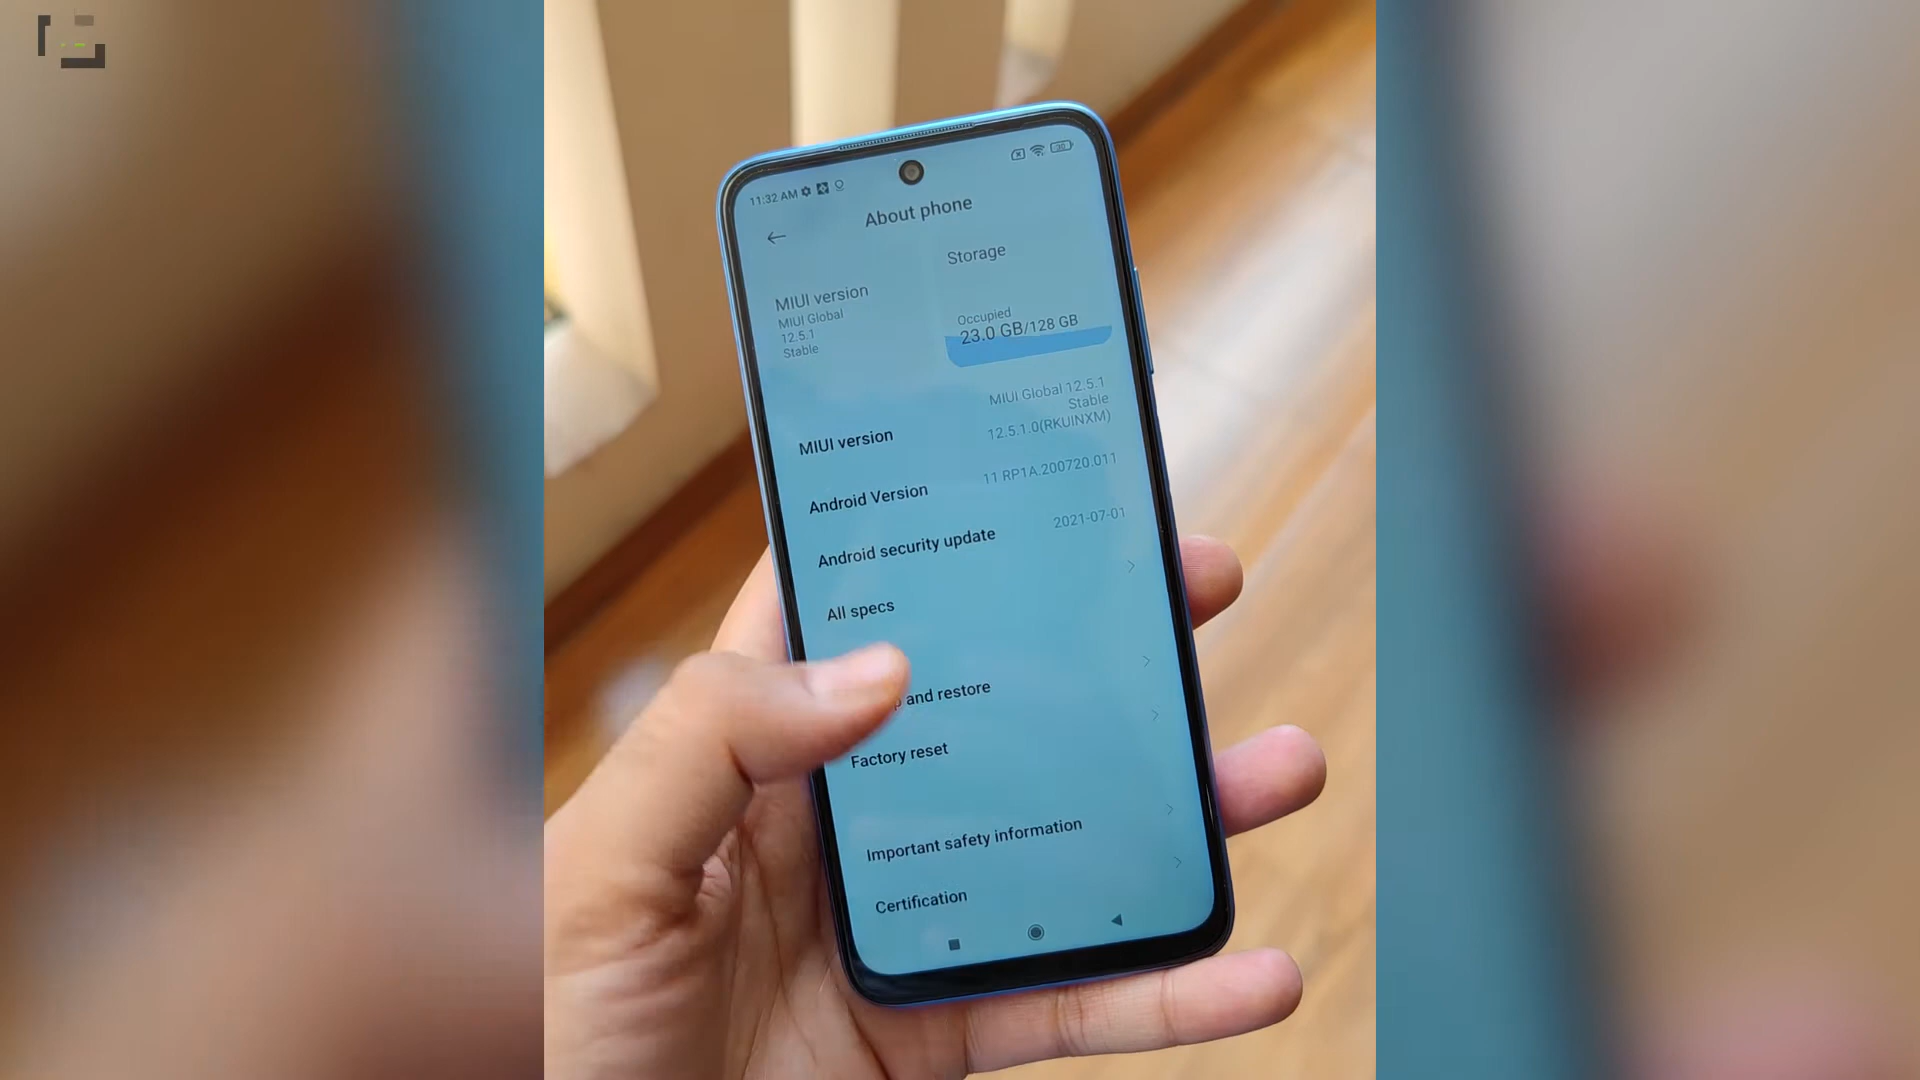 11:32 AM
30
About phone
MIUI version
MIUI Global
12.5.1
Stable
Storage
Occupied
23.0 GB/128 GB
MIUI version
MIUI Global 12.5.1
Stable
12.5.1.0(RKUINXM)
Android Version
11 RP1A.200720.011
Android security update
2021-07-01
All specs
p and restore
Factory reset
Important safety information
Certification